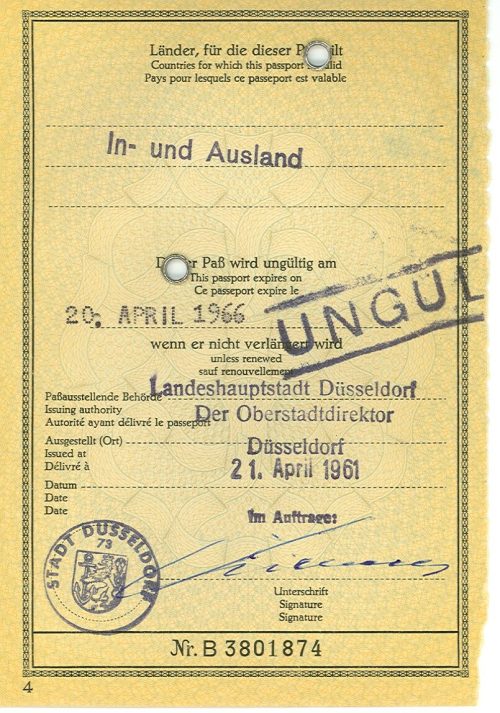 Länder, für die dieser
Countries for which this passport
Pays pour lesquels ce passeport est valable
In- und Ausland
Paß wird ungültig am
This passport expires on
Ce passeport expire le
20. APRIL 1966
UNGUL
wenn er nicht verlängert wird
unless renewed
sauf renouvellement
Paßausstellende Behörde Landeshauptstadt Düsseldorf
Issuing authority Der Oberstadtdirektor
Autorité ayant délivré le passeport
Ausgestellt (Ort) Düsseldorf
Issued at
Délivré à 21. April 1961
Datum
Date
Date
Im Auftrage:
STADT DÜSSELDORF
73
Unterschrift
Signature
Signature
Nr. B 3801874
4